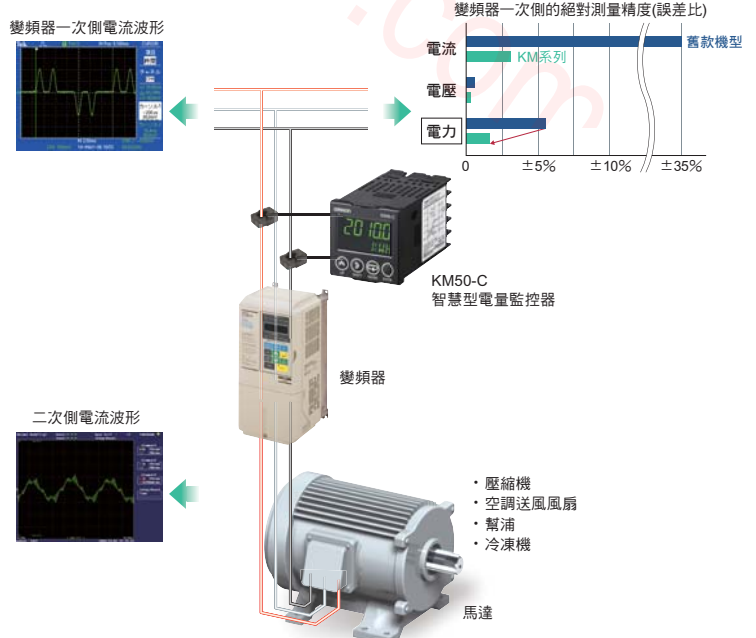 變頻器一次側的絕對測量精度(誤差比)
變頻器一次側電流波形
電流
舊款機型
KM系列
電壓
電力
0
±5%
±10%
±35%
2010.0
KM50-C
智慧型電量監控器
變頻器
二次側電流波形
・壓縮機
・空調送風風扇
・幫浦
・冷凍機
馬達
.com